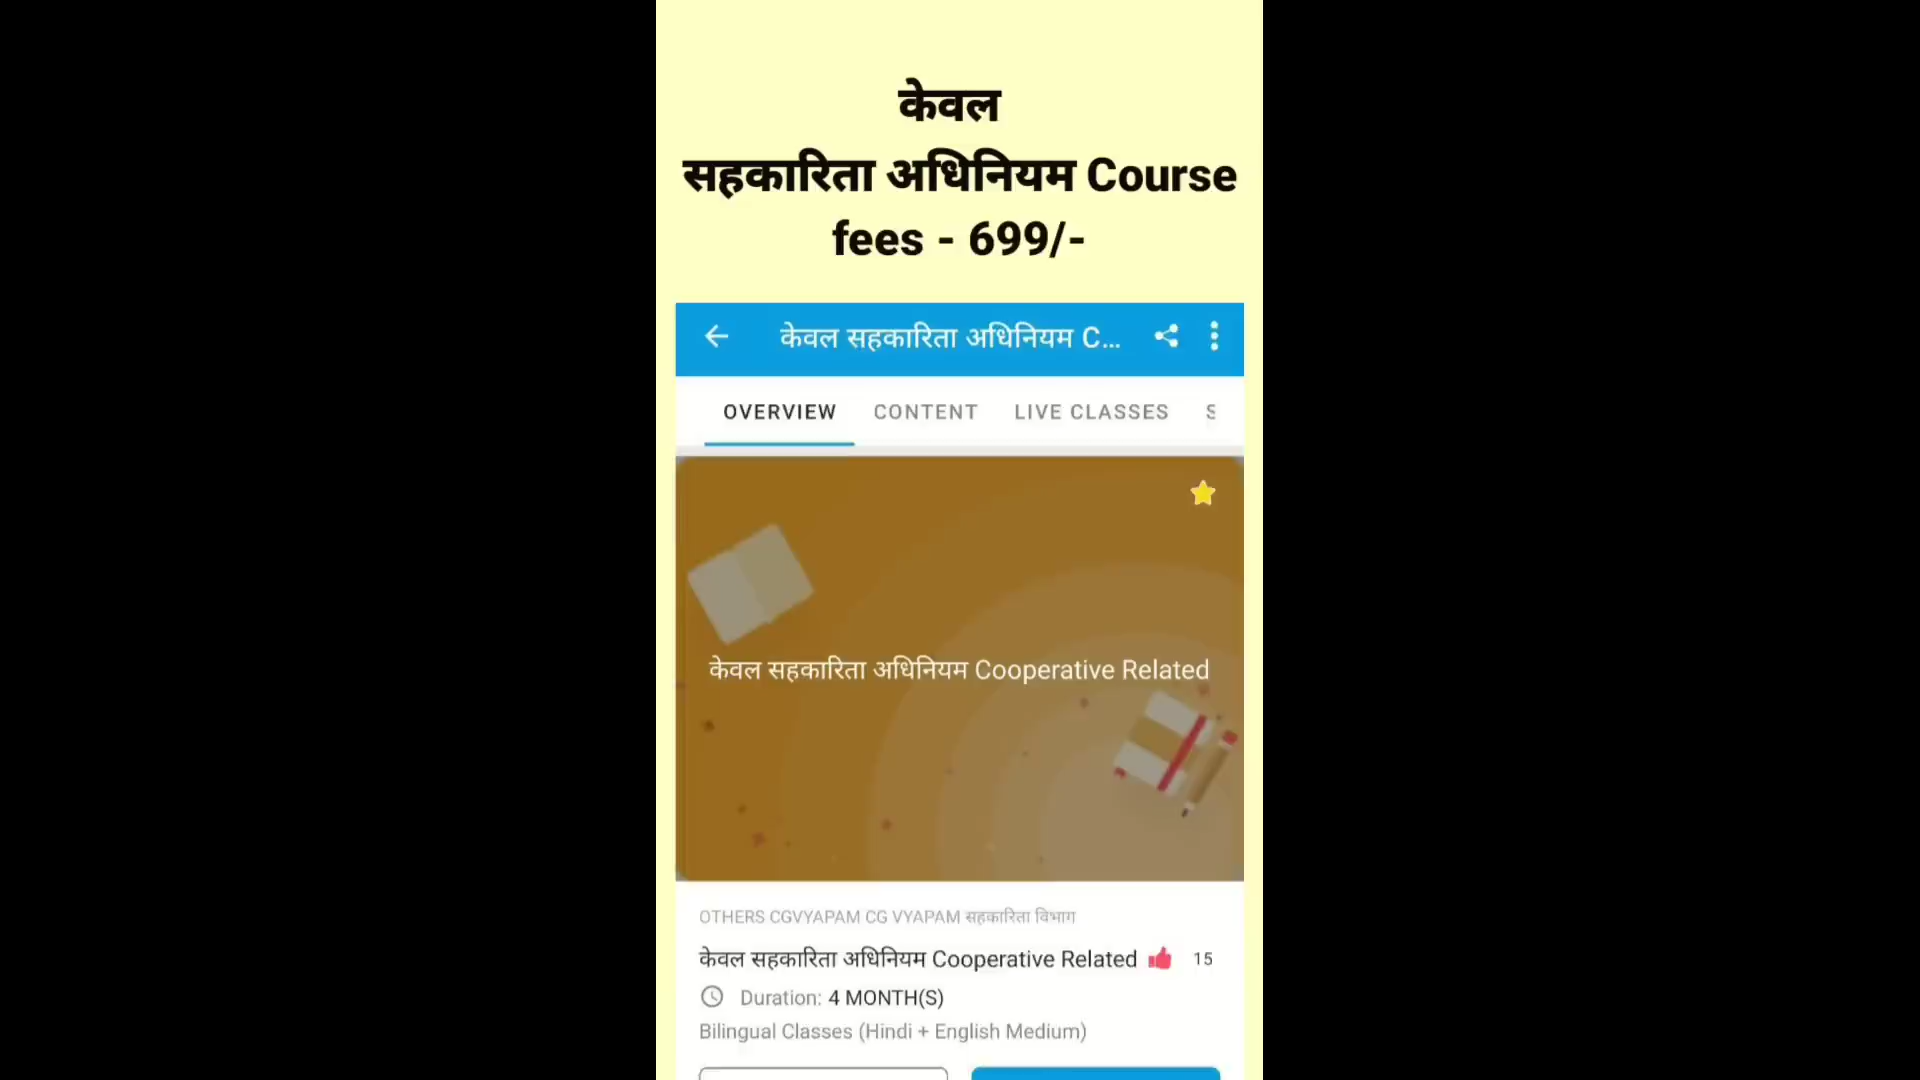 केवल
सहकारिता अधिनियम Course
fees - 699/-
केवल सहकारिता अधिनियम C...
OVERVIEW CONTENT LIVE CLASSES S
केवल सहकारिता अधिनियम Cooperative Related
OTHERS CGVYAPAM CG VYAPAM सहकारिता विभाग
केवल सहकारिता अधिनियम Cooperative Related 15
Duration: 4 MONTH(S)
Bilingual Classes (Hindi + English Medium)